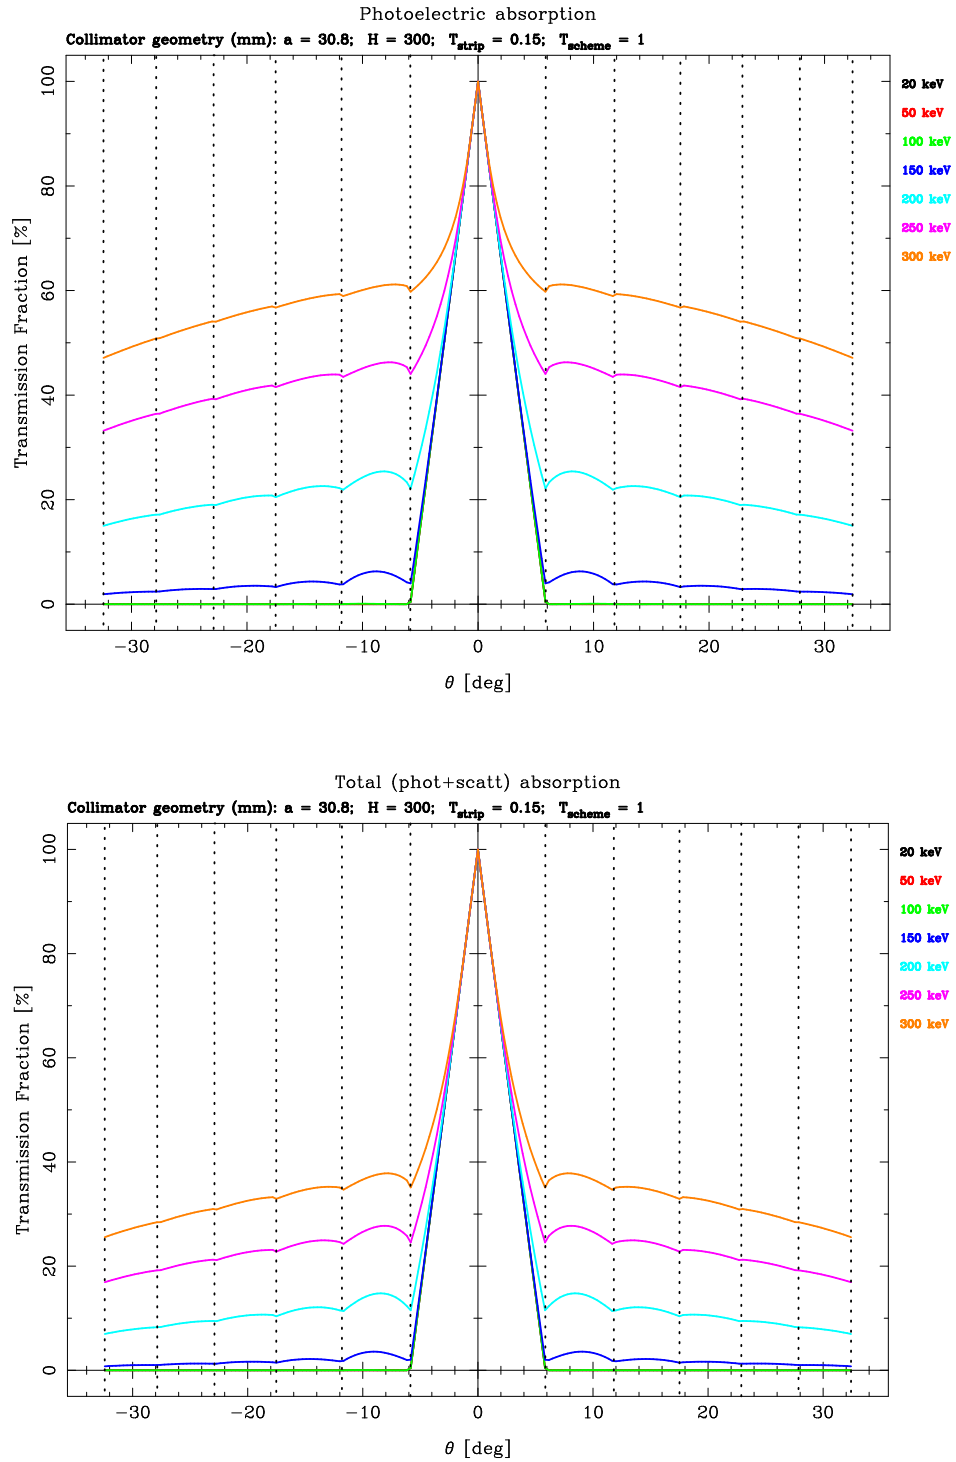 Photoelectric absorption
Collimator geometry (mm): a = 30.8; H = 300; T_strip = 0.15; T_scheme = 1
Transmission Fraction [%]
100
80
60
40
20
0
−30
−20
−10
0
10
20
30
θ [deg]
20 keV
50 keV
100 keV
150 keV
200 keV
250 keV
300 keV
Total (phot+scatt) absorption
Collimator geometry (mm): a = 30.8; H = 300; T_strip = 0.15; T_scheme = 1
Transmission Fraction [%]
100
80
60
40
20
0
−30
−20
−10
0
10
20
30
θ [deg]
20 keV
50 keV
100 keV
150 keV
200 keV
250 keV
300 keV